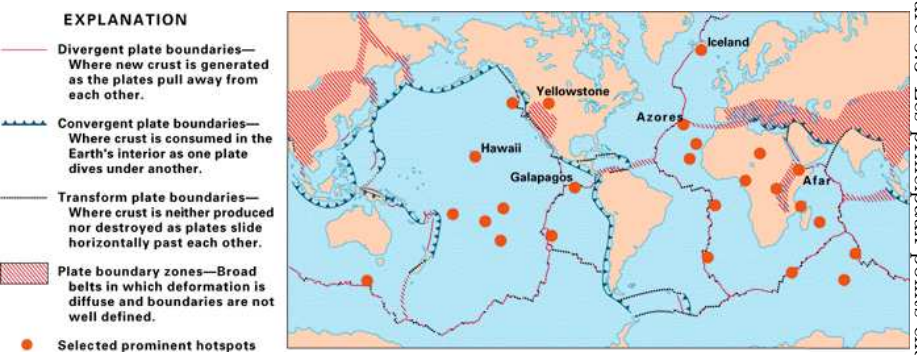 EXPLANATION
Divergent plate boundaries—
Where new crust is generated
as the plates pull away from
each other.
Convergent plate boundaries—
Where crust is consumed in the
Earth's interior as one plate
dives under another.
Transform plate boundaries—
Where crust is neither produced
nor destroyed as plates slide
horizontally past each other.
Plate boundary zones—Broad
belts in which deformation is
diffuse and boundaries are not
well defined.
Selected prominent hotspots
Iceland
Yellowstone
Azores
Hawaii
Galapagos
Afar